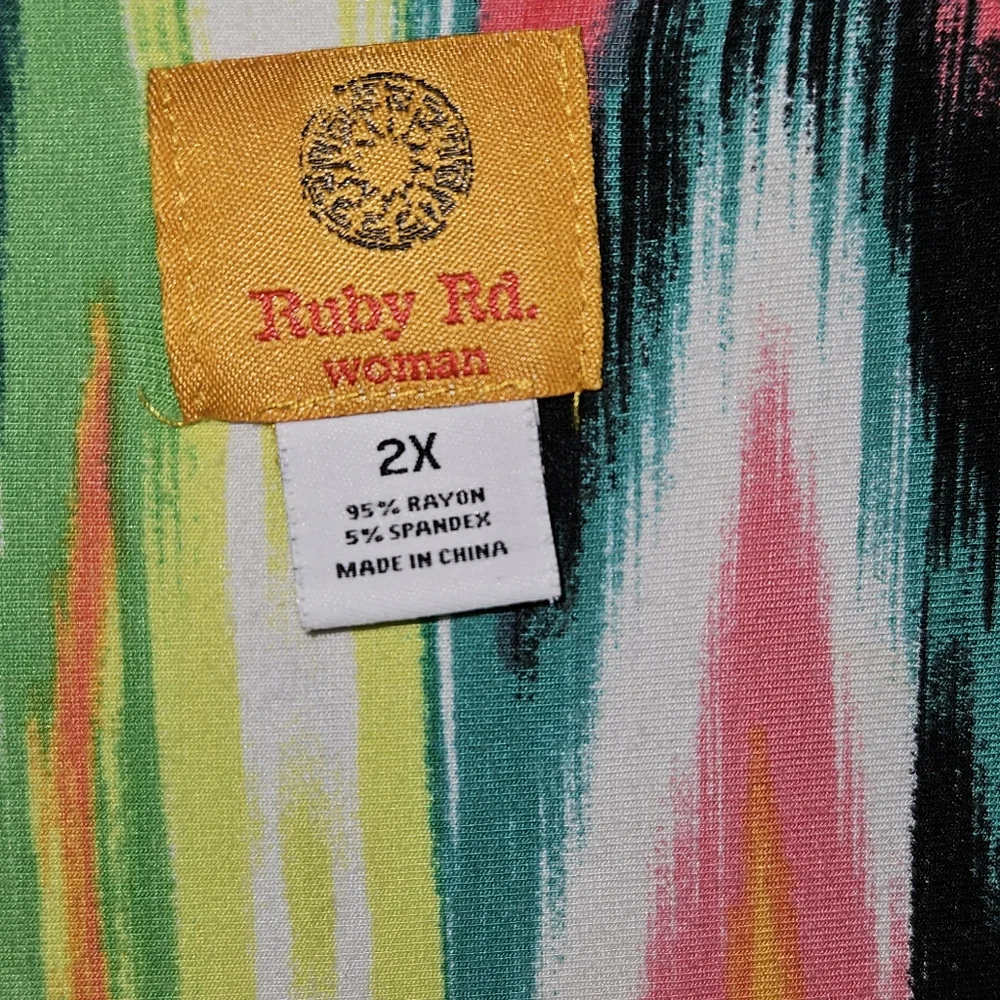 Ruby Rd.
woman
2X
95% RAYON
5% SPANDEX
MADE IN CHINA